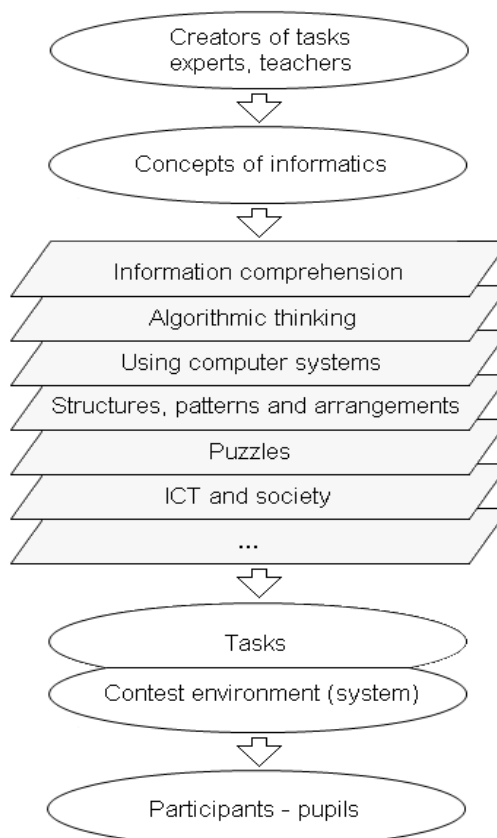 Creators of tasks
experts, teachers
Concepts of informatics
Information comprehension
Algorithmic thinking
Using computer systems
Structures, patterns and arrangements
Puzzles
ICT and society
...
Tasks
Contest environment (system)
Participants - pupils